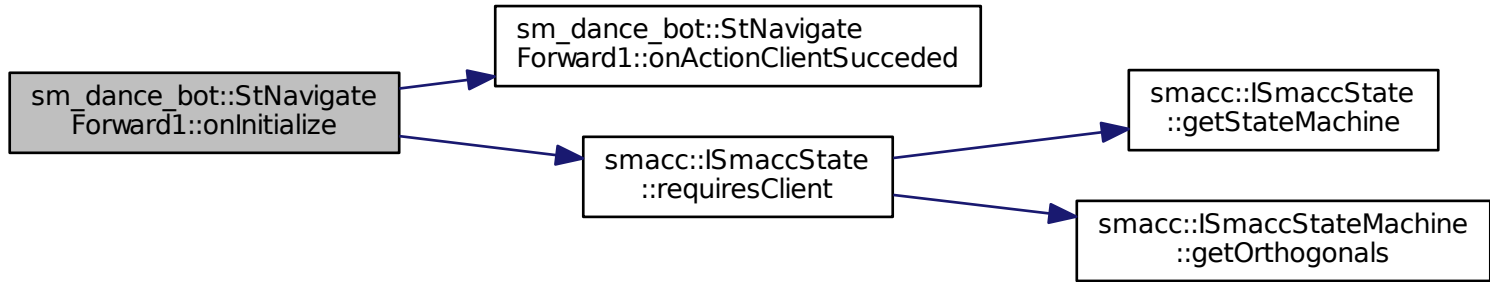 sm_dance_bot::StNavigate
Forward1::onInitialize
sm_dance_bot::StNavigate
Forward1::onActionClientSucceded
smacc::ISmaccState
::requiresClient
smacc::ISmaccState
::getStateMachine
smacc::ISmaccStateMachine
::getOrthogonals